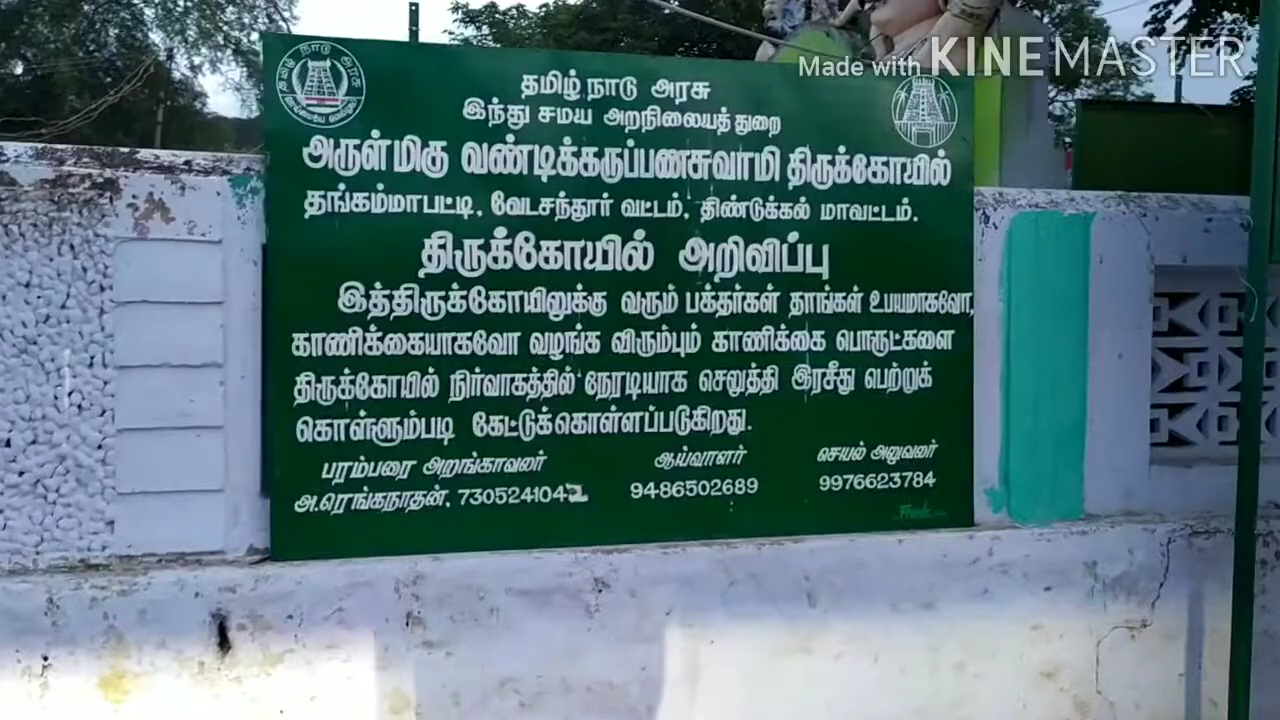 Made with KINEMASTER
தமிழ் நாடு அரசு
தமிழ் நாடு அரசு
இந்து சமய அறநிலையத் துறை
அருள்மிகு வண்டிக்கருப்பணசுவாமி திருக்கோயில்
தங்கம்மாபட்டி, வேடசந்தூர் வட்டம், திண்டுக்கல் மாவட்டம்.
திருக்கோயில் அறிவிப்பு
இத்திருக்கோயிலுக்கு வரும் பக்தர்கள் தாங்கள் உபயமாகவோ,
காணிக்கையாகவோ வழங்க விரும்பும் காணிக்கை பொருட்களை
திருக்கோயில் நிர்வாகத்தில் நேரடியாக செலுத்தி இரசீது பெற்றுக்
கொள்ளும்படி கேட்டுக்கொள்ளப்படுகிறது.
பரம்பரை அறங்காவலர் ஆய்வாளர் செயல் அலுவலர்
அ.ரெங்கநாதன், 7305241042 9486502689 9976623784